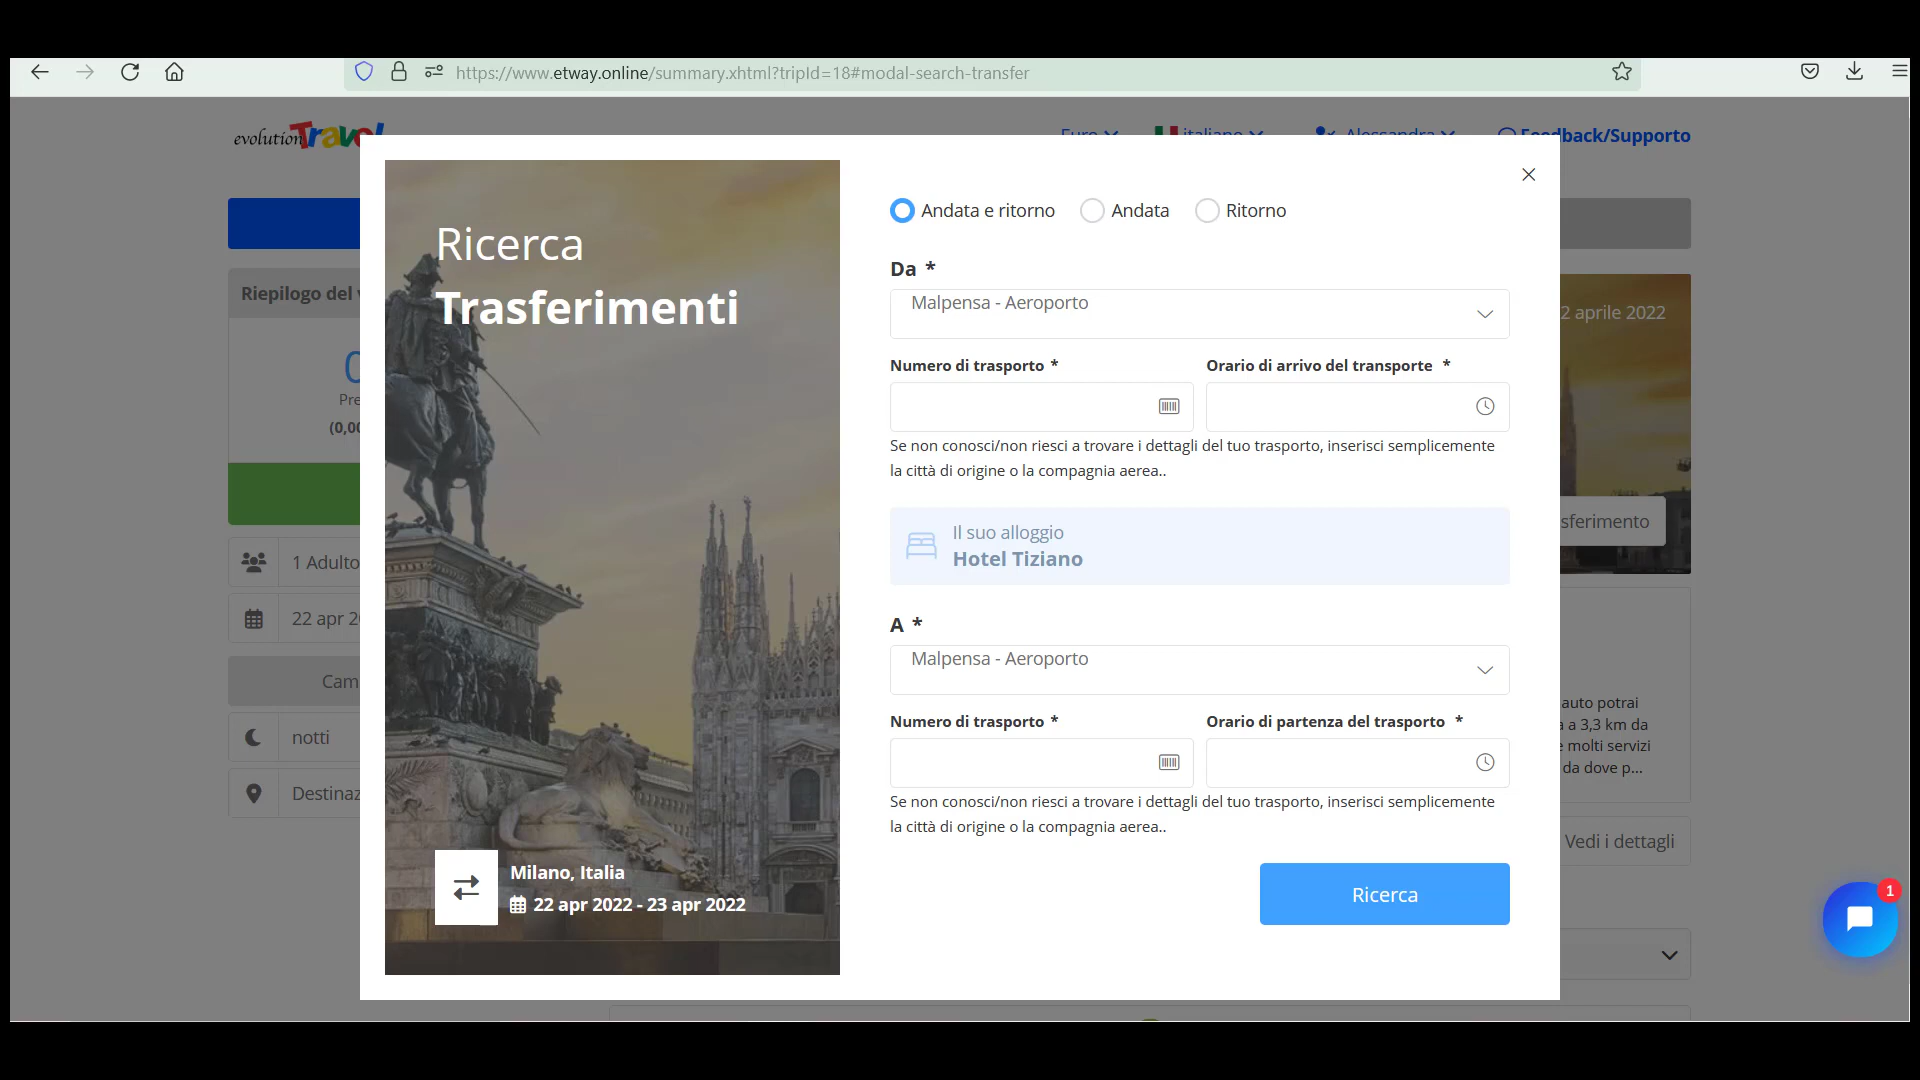 https://www.etway.online/summary.xhtml?tripId=18#modal-search-transfer
evolution Travel
Euro
italiano
Alessandra
Feedback/Supporto
Ricerca
Trasferimenti
Andata e ritorno
Andata
Ritorno
Da *
Malpensa - Aeroporto
Riepilogo del
2 aprile 2022
Numero di trasporto *
Orario di arrivo del transporte *
Pre
(0,00
Se non conosci/non riesci a trovare i dettagli del tuo trasporto, inserisci semplicemente
la città di origine o la compagnia aerea..
Il suo alloggio
Hotel Tiziano
sferimento
1 Adulto
22 apr 2
A *
Malpensa - Aeroporto
Cam
notti
Destinaz
Numero di trasporto *
Orario di partenza del trasporto *
auto potrai
a 3,3 km da
molti servizi
da dove p...
Se non conosci/non riesci a trovare i dettagli del tuo trasporto, inserisci semplicemente
la città di origine o la compagnia aerea..
Vedi i dettagli
Milano, Italia
22 apr 2022 - 23 apr 2022
Ricerca
1